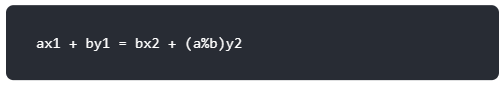 ax1 + by1 = bx2 + (a%b)y2